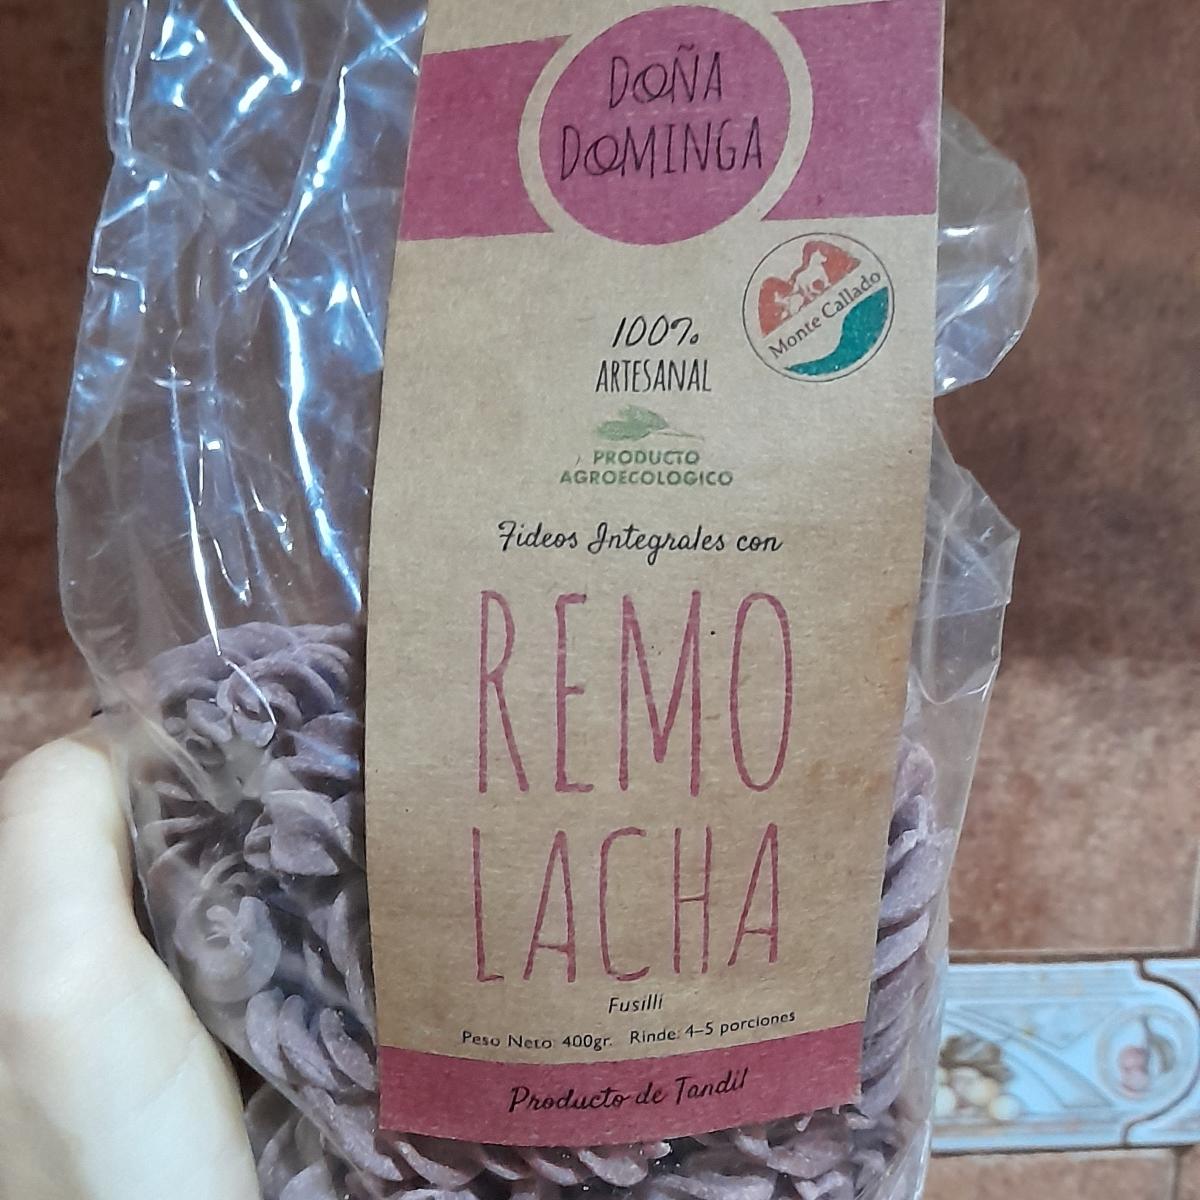 DOÑA
DOMINGA
Monte Callado
100%
ARTESANAL
PRODUCTO
AGROECOLOGICO
Fideos Integrales con
REMO
LACHA
Fusilli
Peso Neto: 400gr. Rinde: 4-5 porciones
Producto de Tandil